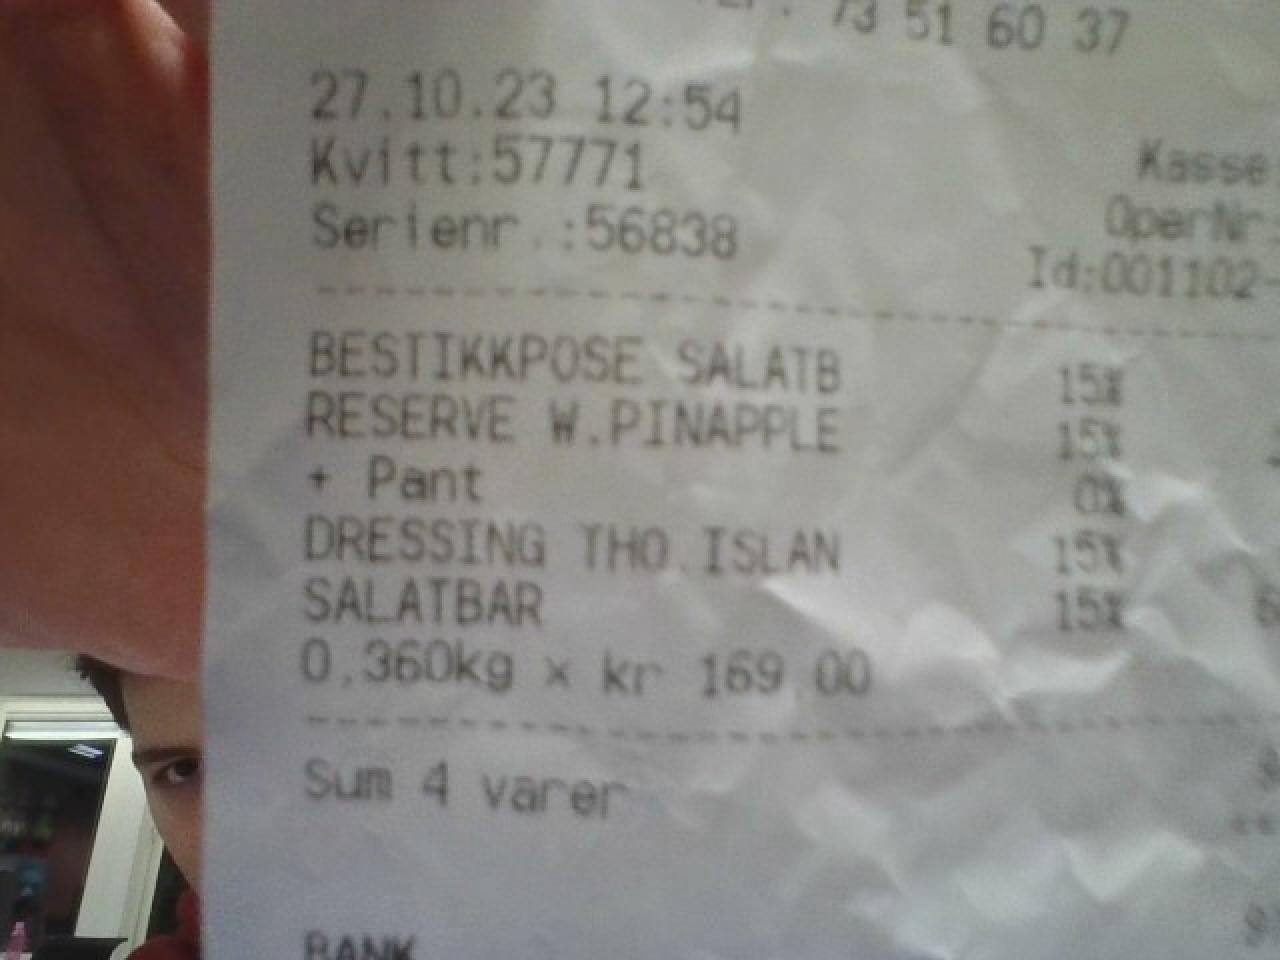 73 51 60 37
27.10.23 12:54
Kvitt:57771 Kasse
Serienr.:56838 OperNr:
Id:001102-
BESTIKKPOSE SALATB 15%
RESERVE W.PINAPPLE 15%
+ Pant 0%
DRESSING THO.ISLAN 15%
SALATBAR 15%
0.360kg x kr 169.00
Sum 4 varer
BANK